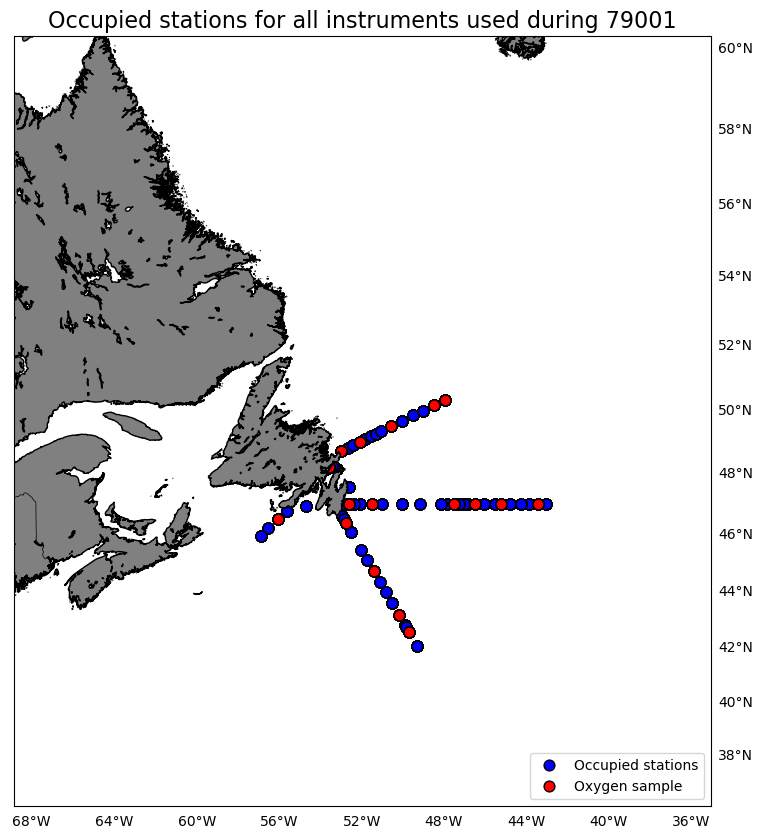 Occupied stations for all instruments used during 79001
60°N
58°N
56°N
54°N
52°N
50°N
48°N
46°N
44°N
42°N
40°N
38°N
Occupied stations
Oxygen sample
68°W 64°W 60°W 56°W 52°W 48°W 44°W 40°W 36°W